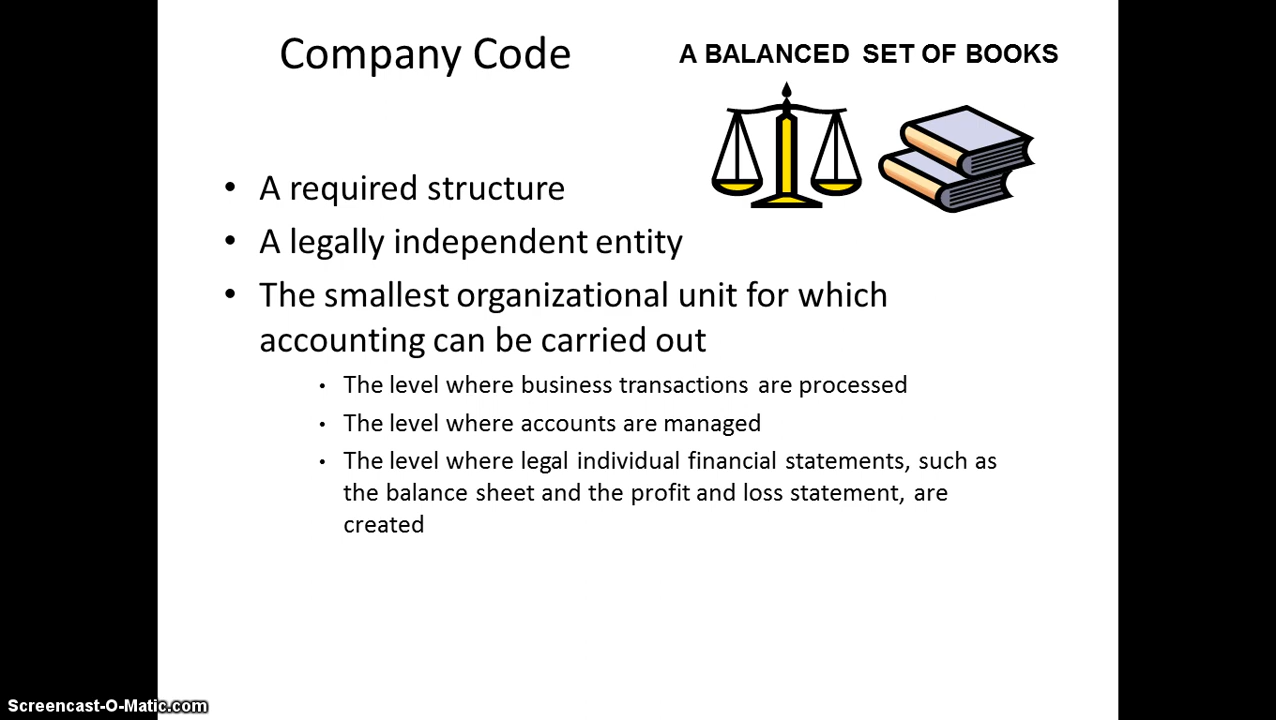 Company Code
A BALANCED SET OF BOOKS
• A required structure
• A legally independent entity
• The smallest organizational unit for which
accounting can be carried out
• The level where business transactions are processed
• The level where accounts are managed
• The level where legal individual financial statements, such as
the balance sheet and the profit and loss statement, are
created
Screencast-O-Matic.com